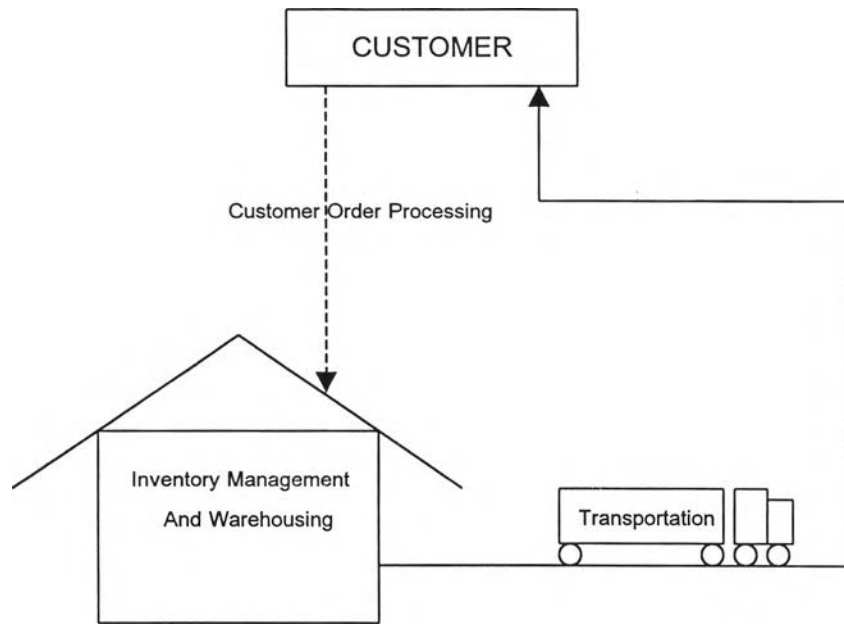 CUSTOMER
Customer Order Processing
Inventory Management
And Warehousing
Transportation